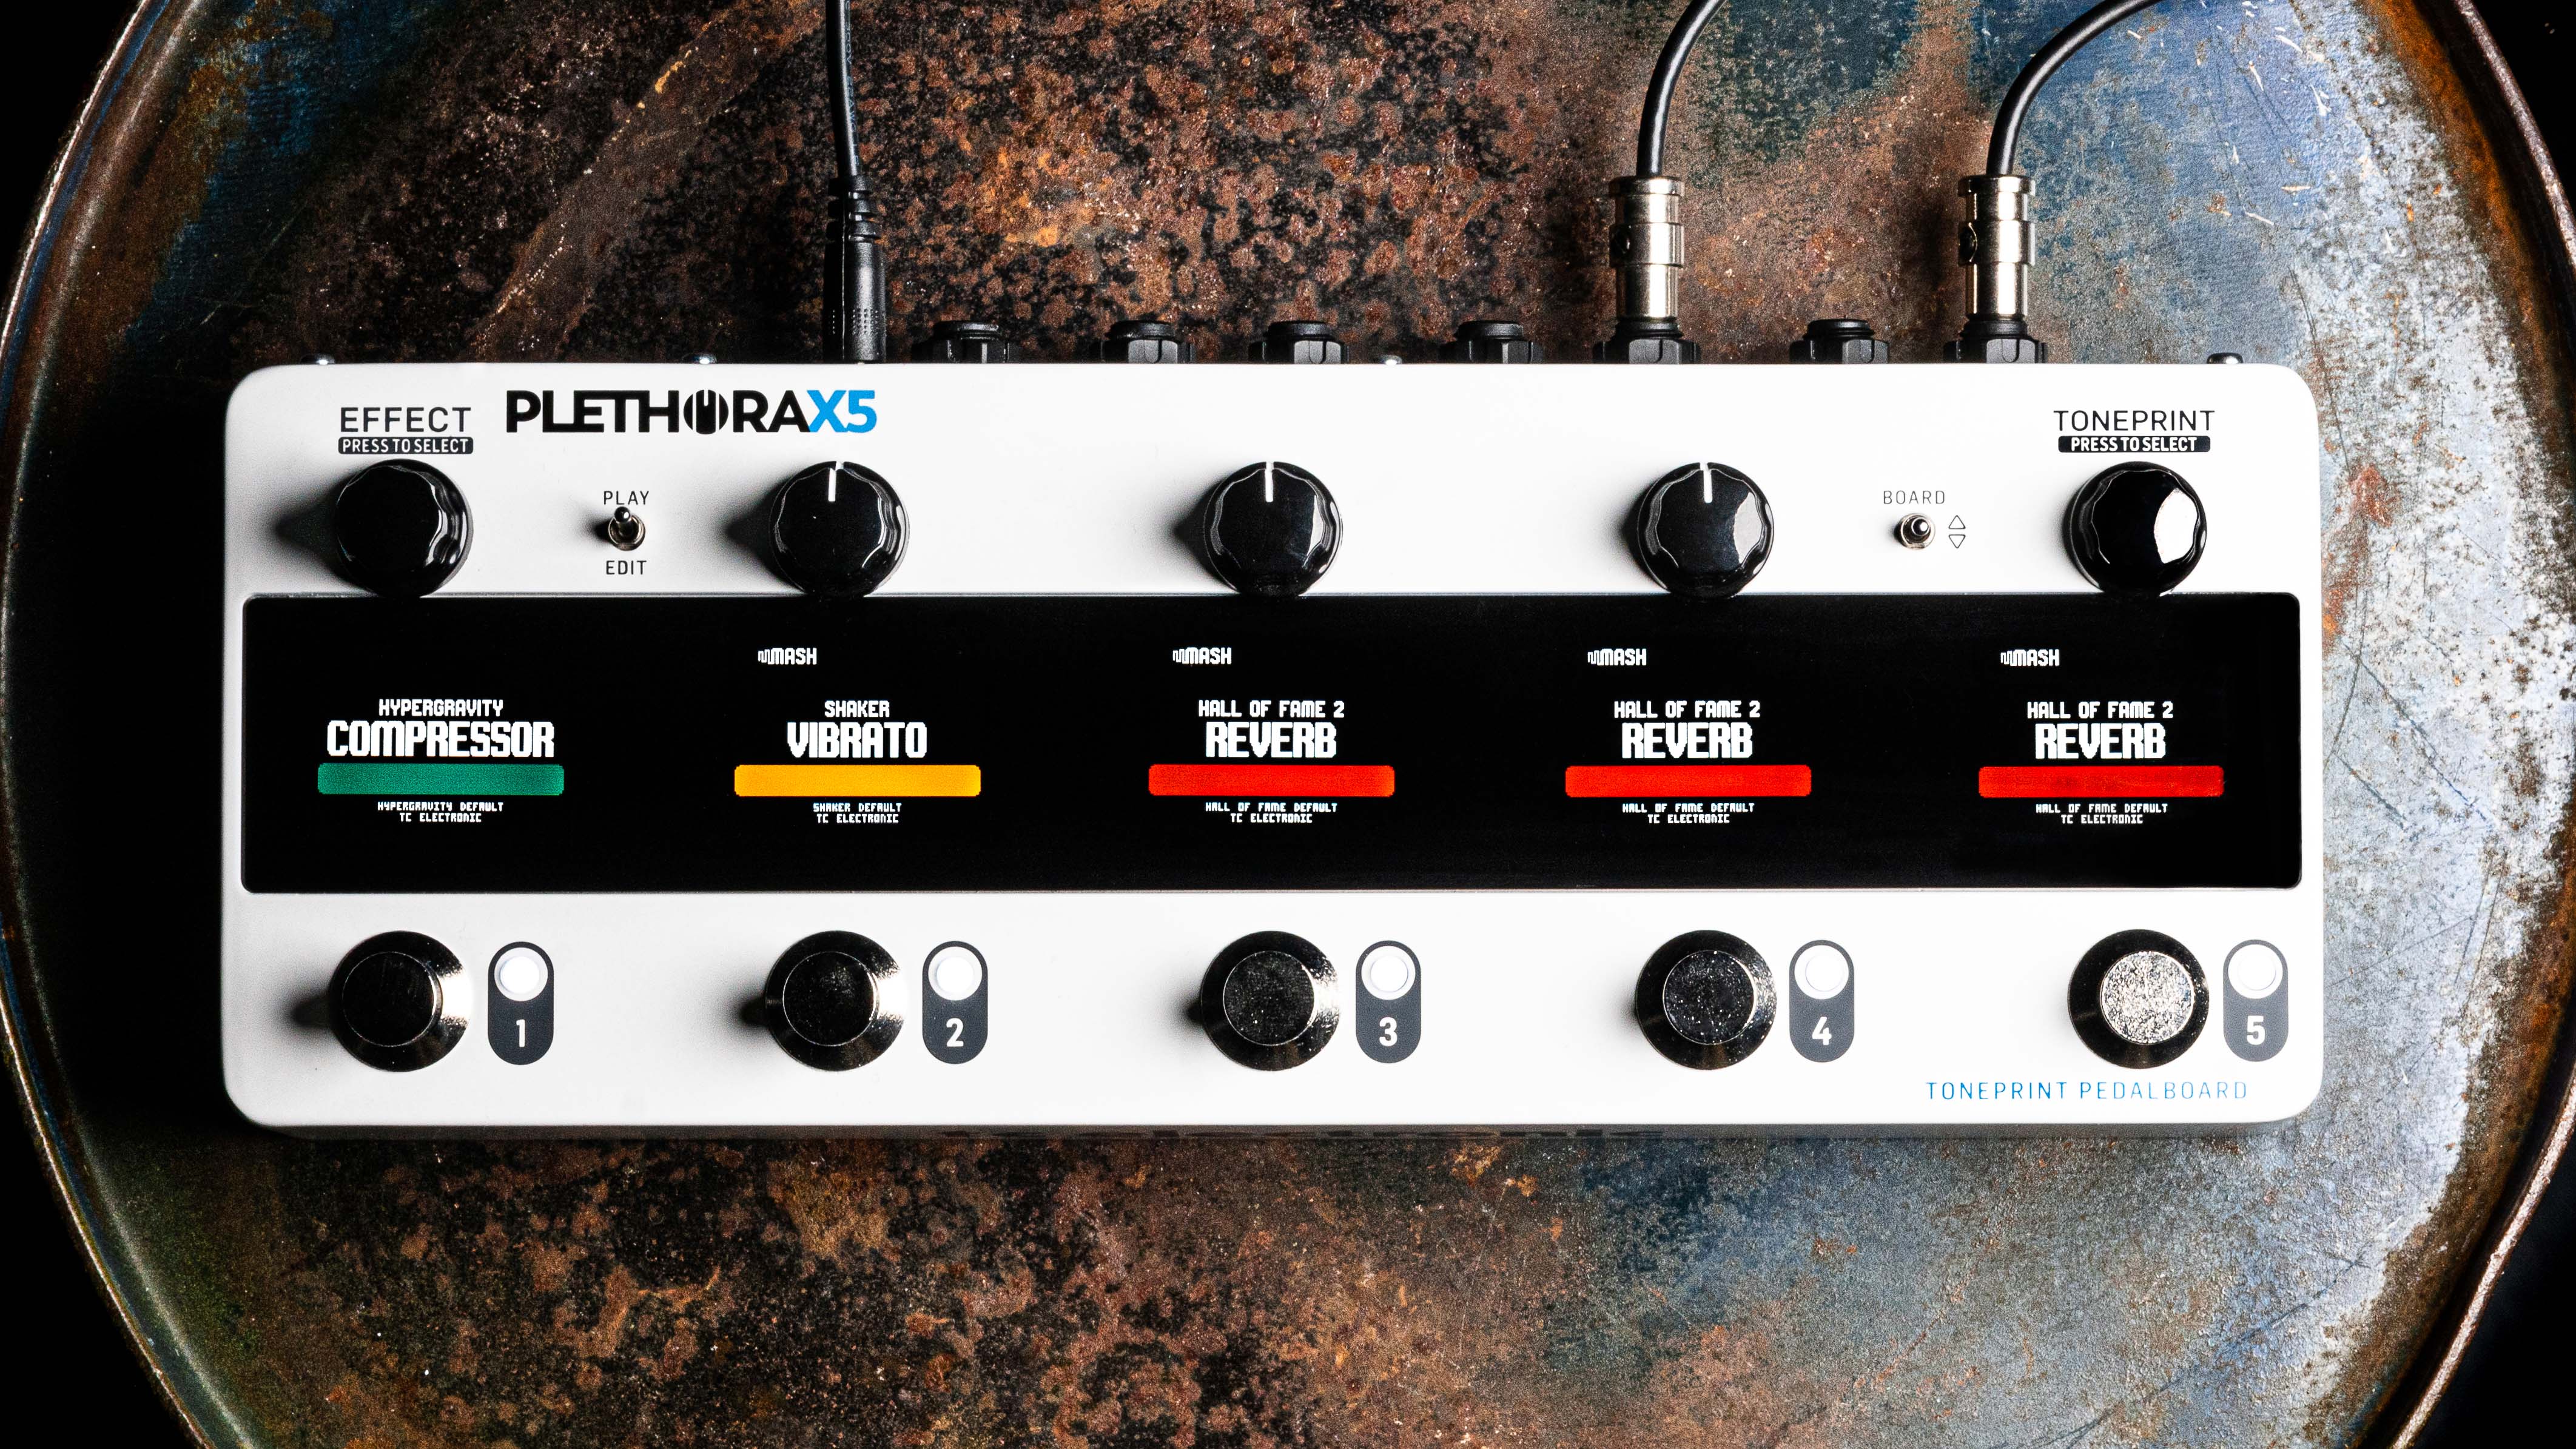 EFFECT
PRESS TO SELECT
PLETHORAX5
TONEPRINT
PRESS TO SELECT
PLAY
EDIT
BOARD
MASH
MASH
MASH
MASH
HYPERGRAVITY
COMPRESSOR
HYPERGRAVITY DEFAULT
TC ELECTRONIC
SHAKER
VIBRATO
SHAKER DEFAULT
TC ELECTRONIC
HALL OF FAME 2
REVERB
HALL OF FAME DEFAULT
TC ELECTRONIC
HALL OF FAME 2
REVERB
HALL OF FAME DEFAULT
TC ELECTRONIC
HALL OF FAME 2
REVERB
HALL OF FAME DEFAULT
TC ELECTRONIC
1
2
3
4
5
TONEPRINT PEDALBOARD